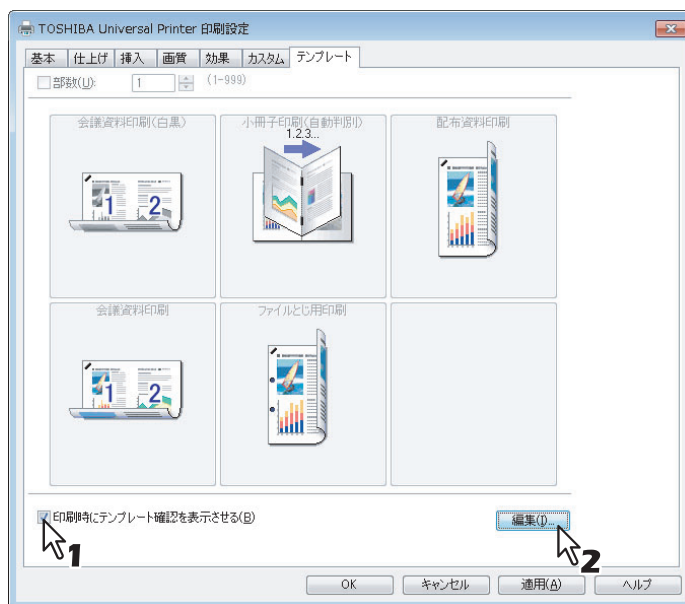 TOSHIBA Universal Printer 印刷設定
基本 仕上げ 挿入 画質 効果 カスタム テンプレート
部数(U): 1 (1-999)
会議資料印刷(白黒) 小冊子印刷(自動判別) 配布資料印刷
1.2.3...
1 2
会議資料印刷 ファイルとじ用印刷
1 2
印刷時にテンプレート確認を表示させる(B) 編集(I)...
1 2
OK キャンセル 適用(A) ヘルプ